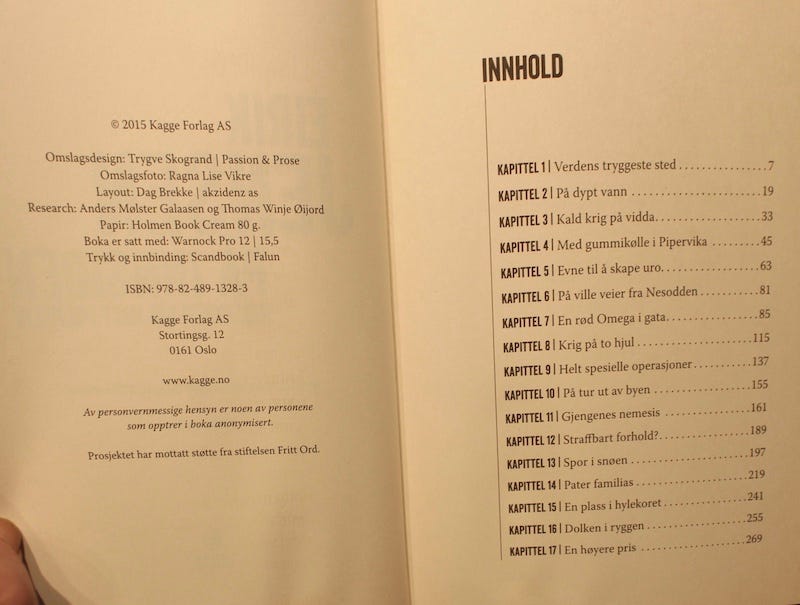 © 2015 Kagge Forlag AS
Omslagsdesign: Trygve Skogrand | Passion & Prose
Omslagsfoto: Ragna Lise Vikre
Layout: Dag Brekke | akzidenz as
Research: Anders Mølster Galaasen og Thomas Winje Øijord
Papir: Holmen Book Cream 80 g.
Boka er satt med: Warnock Pro 12 | 15,5
Trykk og innbinding: Scandbook | Falun
ISBN: 978-82-489-1328-3
Kagge Forlag AS
Stortingsg. 12
0161 Oslo
www.kagge.no
Av personvernmessige hensyn er noen av personene
som opptrer i boka anonymisert.
Prosjektet har mottatt støtte fra stiftelsen Fritt Ord.
INNHOLD
KAPITTEL 1 | Verdens tryggeste sted . . . . . . . . . . . . . . . 7
KAPITTEL 2 | På dypt vann . . . . . . . . . . . . . . . . . . . . . . 19
KAPITTEL 3 | Kald krig på vidda. . . . . . . . . . . . . . . . . . 33
KAPITTEL 4 | Med gummikølle i Pipervika . . . . . . . . . 45
KAPITTEL 5 | Evne til å skape uro. . . . . . . . . . . . . . . . . 63
KAPITTEL 6 | På ville veier fra Nesodden . . . . . . . . . . 81
KAPITTEL 7 | En rød Omega i gata. . . . . . . . . . . . . . . . 85
KAPITTEL 8 | Krig på to hjul . . . . . . . . . . . . . . . . . . . . 115
KAPITTEL 9 | Helt spesielle operasjoner . . . . . . . . . . 137
KAPITTEL 10 | På tur ut av byen . . . . . . . . . . . . . . . . . 155
KAPITTEL 11 | Gjengenes nemesis . . . . . . . . . . . . . . . 161
KAPITTEL 12 | Straffbart forhold?. . . . . . . . . . . . . . . . 189
KAPITTEL 13 | Spor i snøen . . . . . . . . . . . . . . . . . . . . 197
KAPITTEL 14 | Pater familias . . . . . . . . . . . . . . . . . . . 219
KAPITTEL 15 | En plass i hylekoret . . . . . . . . . . . . . . 241
KAPITTEL 16 | Dolken i ryggen . . . . . . . . . . . . . . . . . 255
KAPITTEL 17 | En høyere pris . . . . . . . . . . . . . . . . . . 269